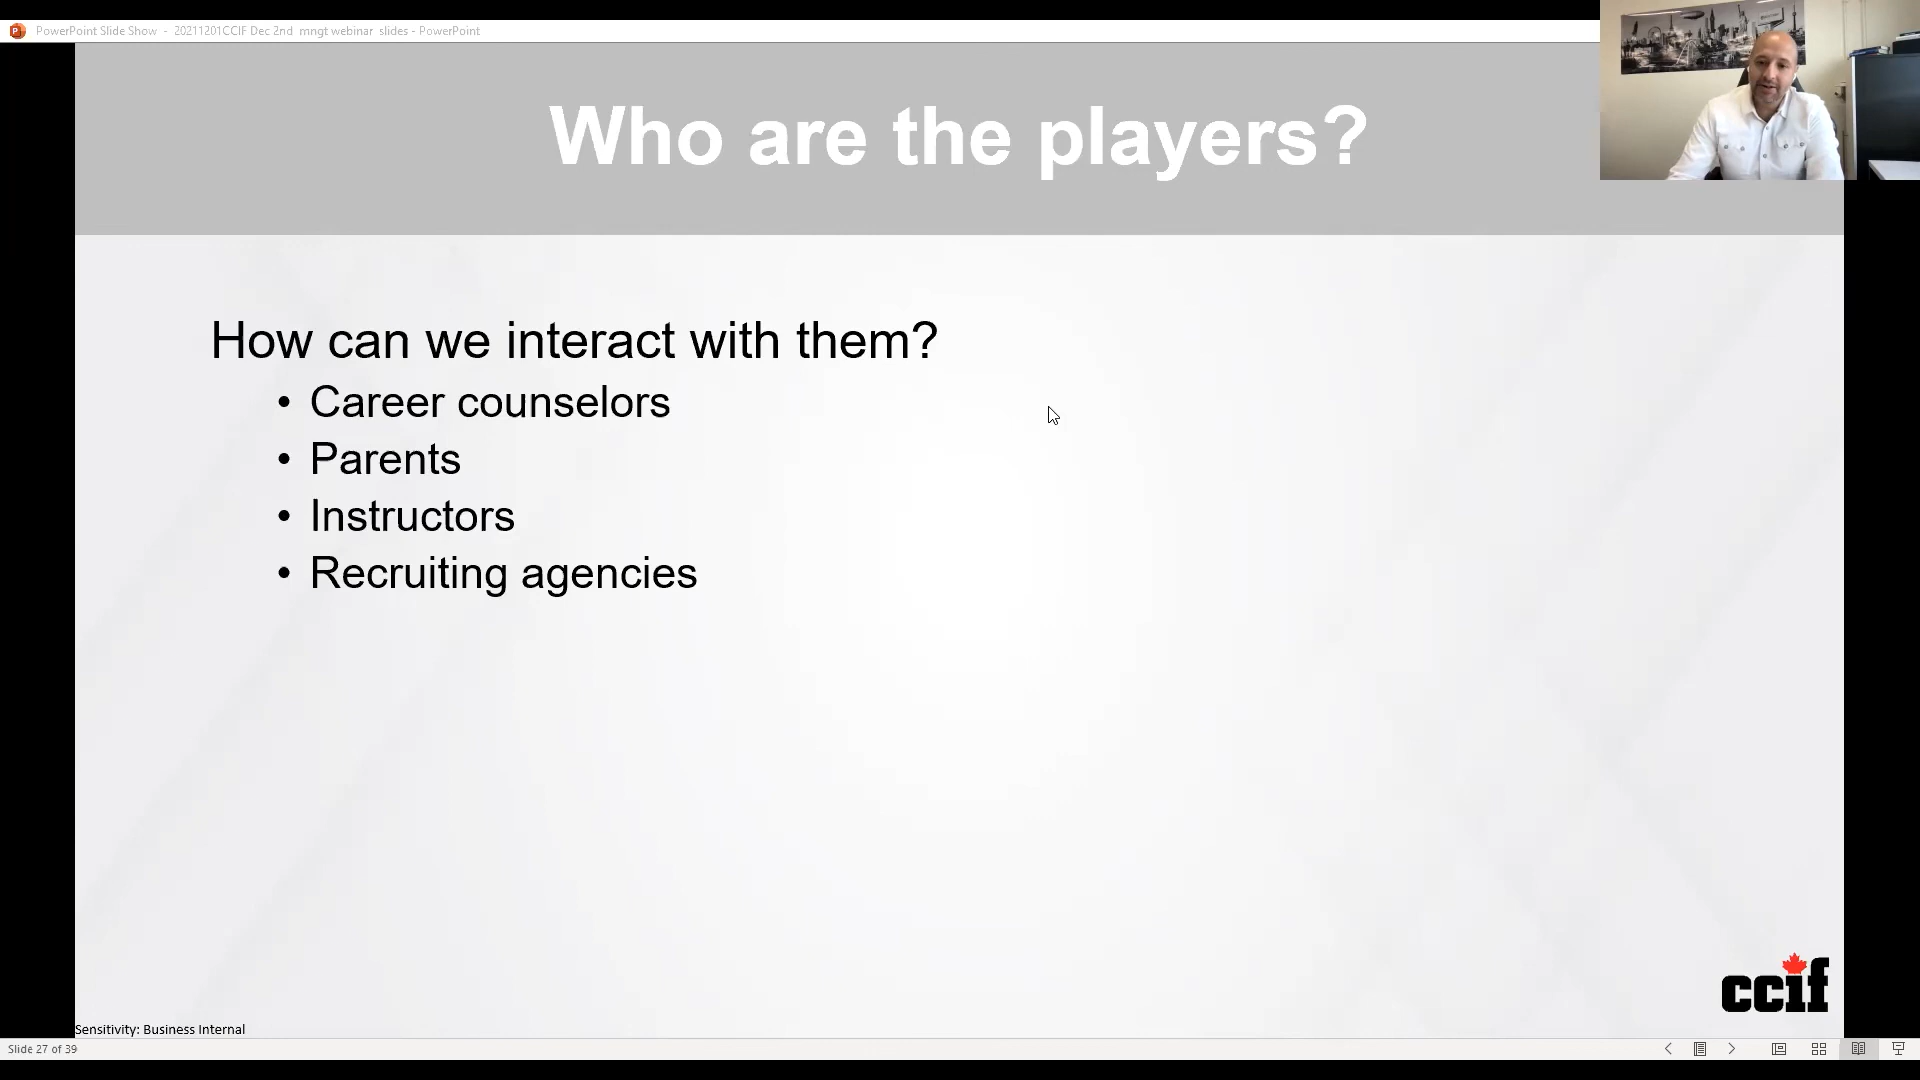 PowerPoint Slide Show - 20211201CCIF Dec 2nd mngt webinar slides - PowerPoint
Who are the players?
How can we interact with them?
• Career counselors
• Parents
• Instructors
• Recruiting agencies
ccif
Sensitivity: Business Internal
Slide 27 of 39